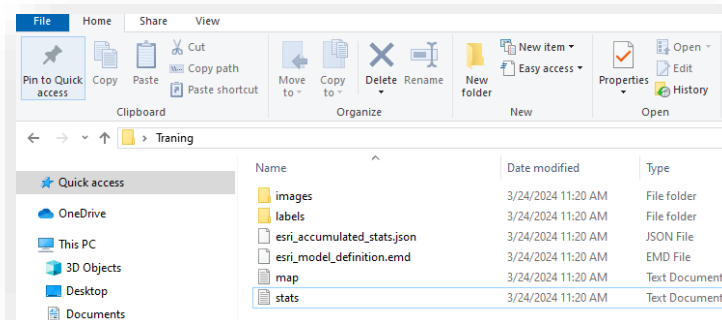 File Home Share View
Pin to Quick access
Copy
Paste
Cut
Copy path
Paste shortcut
Clipboard
Move to
Copy to
Delete
Rename
Organize
New folder
New item
Easy access
New
Properties
Open
Edit
History
Open
Traning
Name Date modified Type
Quick access
OneDrive
This PC
3D Objects
Desktop
Documents
images 3/24/2024 11:20 AM File folder
labels 3/24/2024 11:20 AM File folder
esri_accumulated_stats.json 3/24/2024 11:20 AM JSON File
esri_model_definition.emd 3/24/2024 11:20 AM EMD File
map 3/24/2024 11:20 AM Text Document
stats 3/24/2024 11:20 AM Text Document